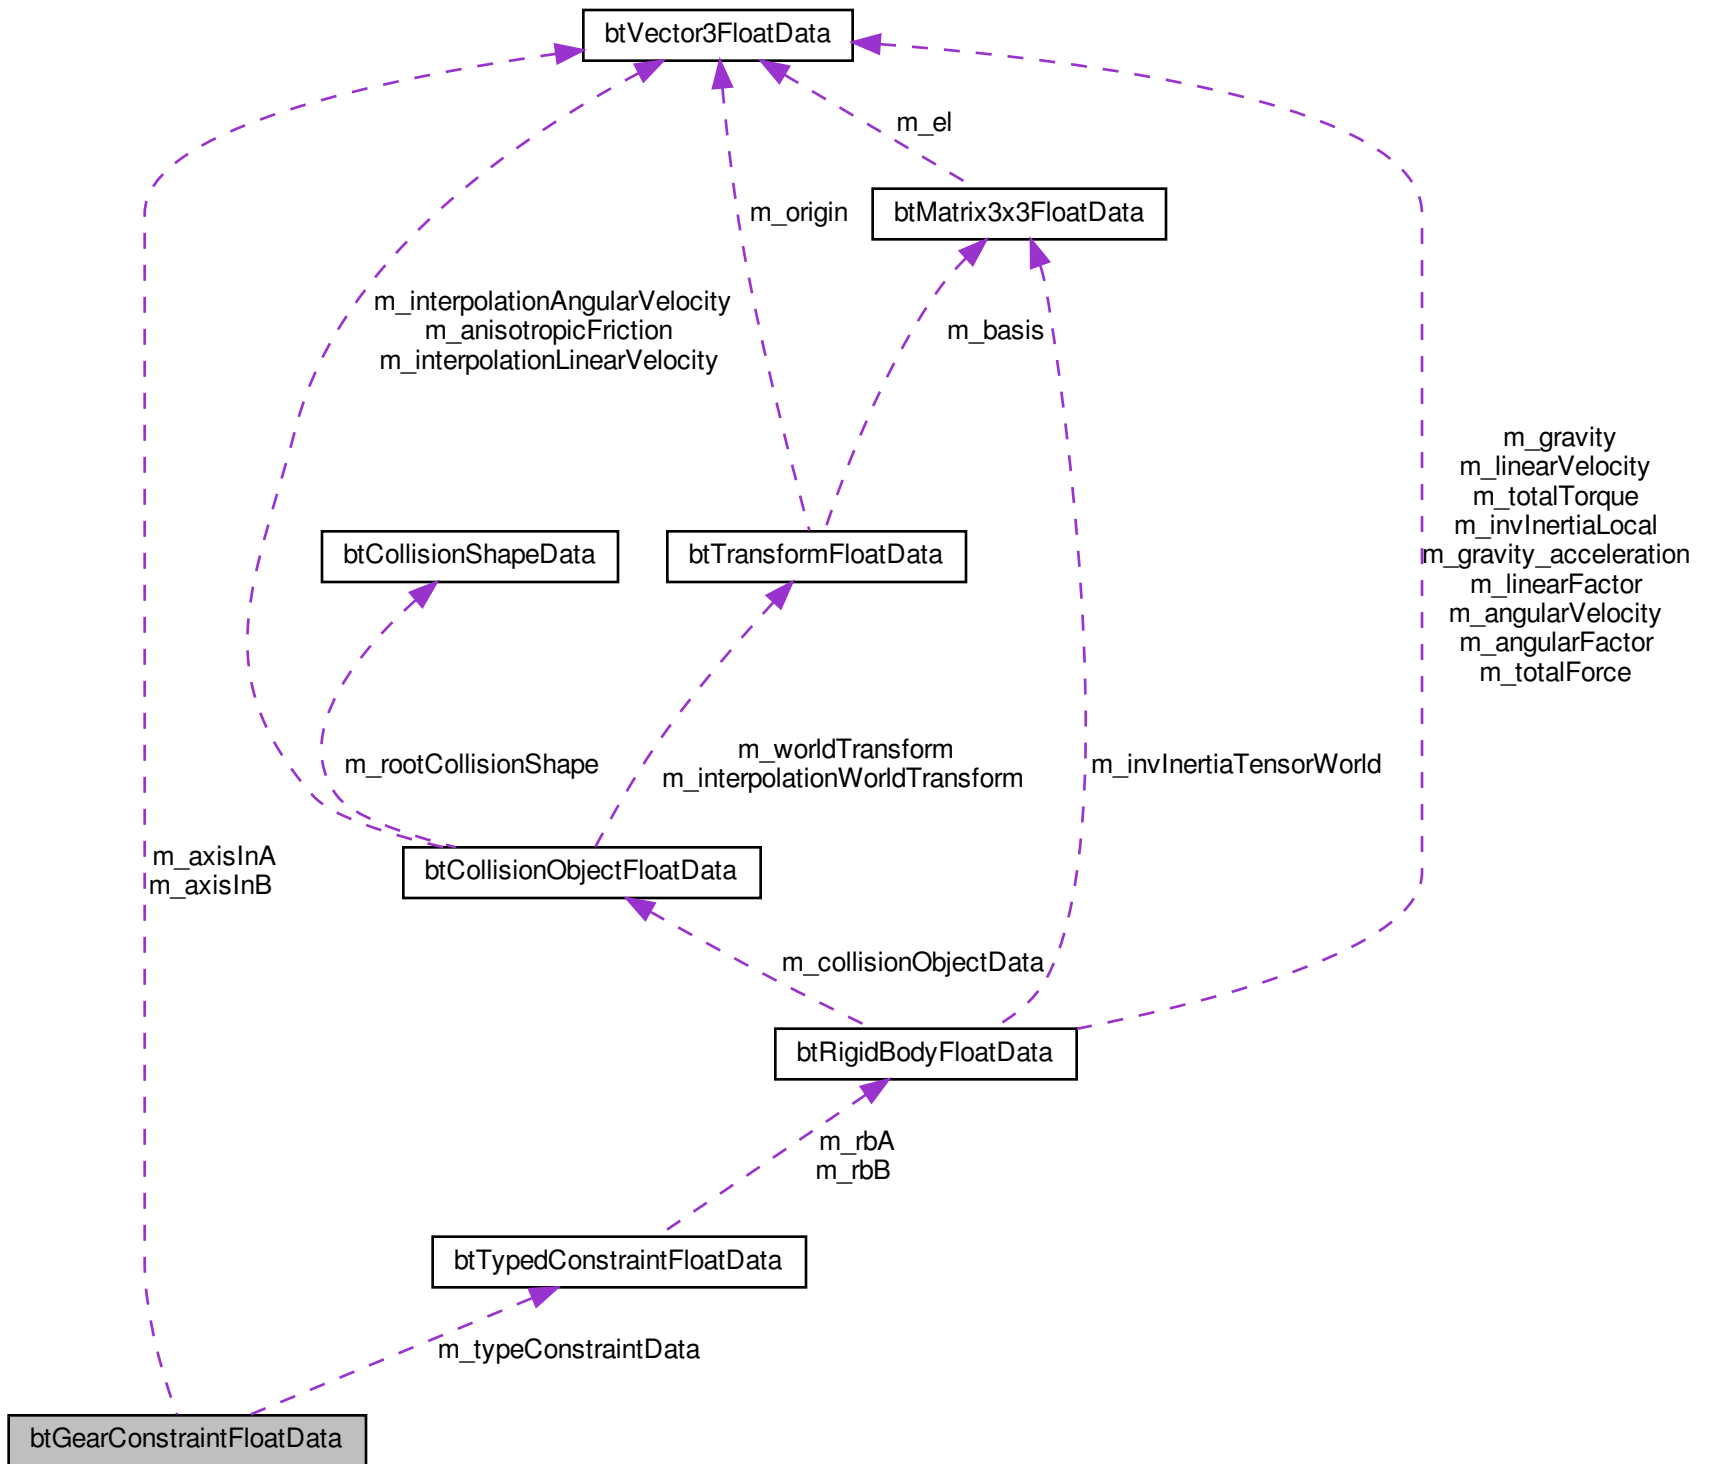 btVector3FloatData
m_el
btMatrix3x3FloatData
m_origin
m_interpolationAngularVelocity
m_anisotropicFriction
m_interpolationLinearVelocity
m_basis
m_gravity
m_linearVelocity
m_totalTorque
m_invInertiaLocal
m_gravity_acceleration
m_linearFactor
m_angularVelocity
m_angularFactor
m_totalForce
btCollisionShapeData
btTransformFloatData
m_rootCollisionShape
m_worldTransform
m_interpolationWorldTransform
m_invInertiaTensorWorld
m_axisInA
m_axisInB
btCollisionObjectFloatData
m_collisionObjectData
btRigidBodyFloatData
m_rbA
m_rbB
btTypedConstraintFloatData
m_typeConstraintData
btGearConstraintFloatData